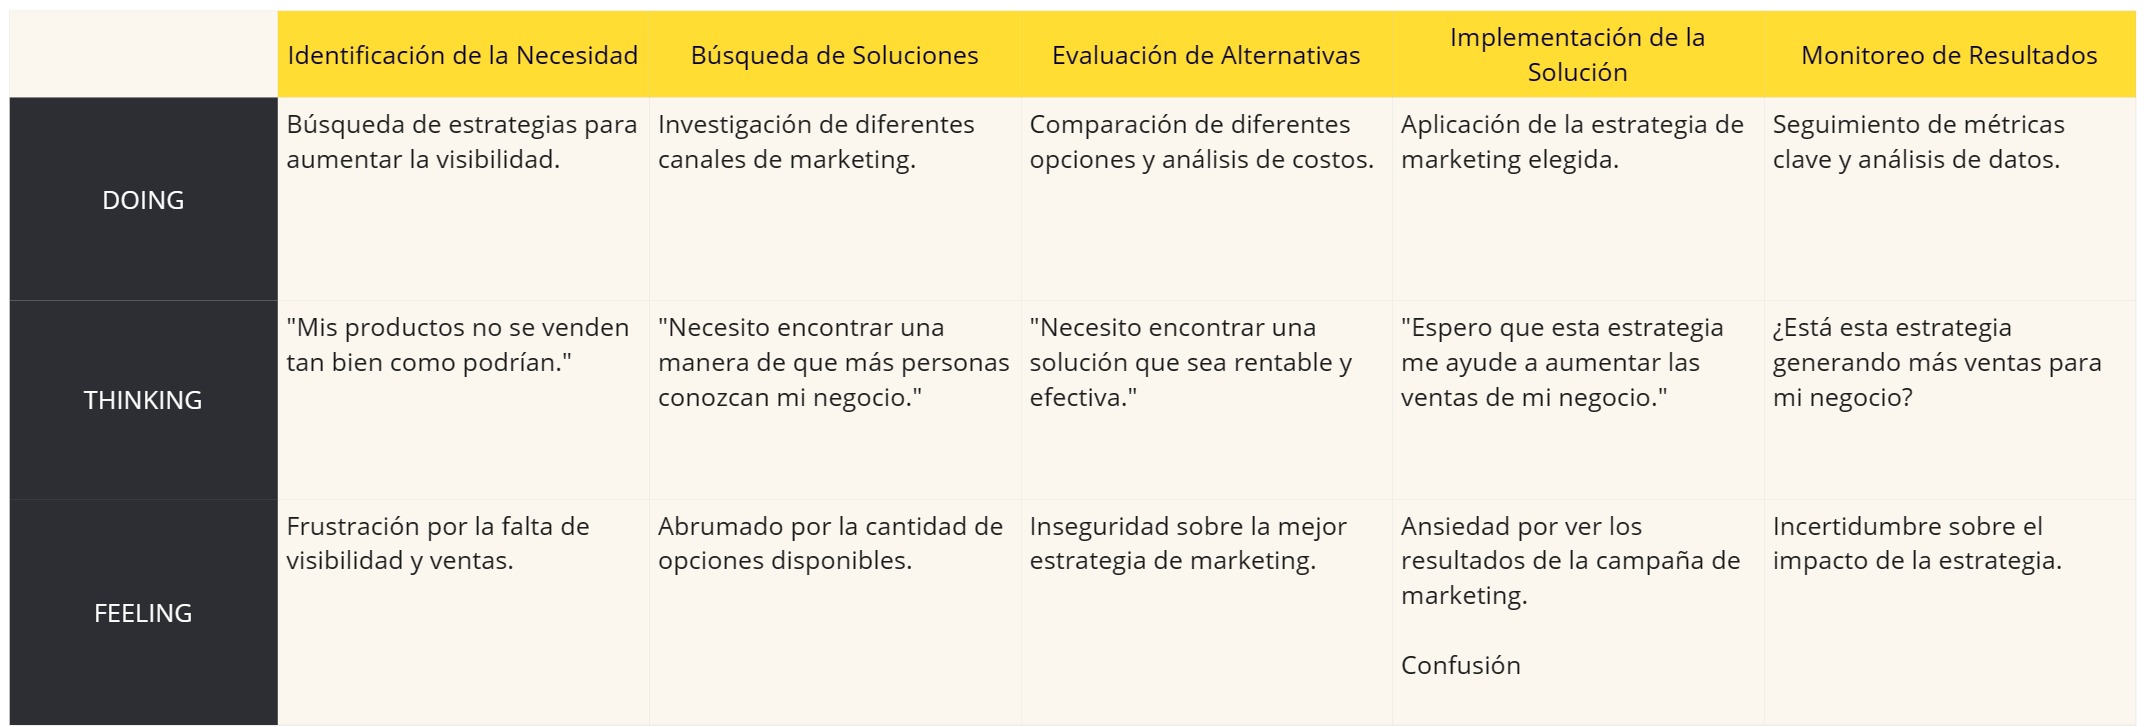 Identificación de la Necesidad
Búsqueda de Soluciones
Evaluación de Alternativas
Implementación de la
Solución
Monitoreo de Resultados
DOING
Búsqueda de estrategias para
aumentar la visibilidad.
Investigación de diferentes
canales de marketing.
Comparación de diferentes
opciones y análisis de costos.
Aplicación de la estrategia de
marketing elegida.
Seguimiento de métricas
clave y análisis de datos.
THINKING
"Mis productos no se venden
tan bien como podrían."
"Necesito encontrar una
manera de que más personas
conozcan mi negocio."
"Necesito encontrar una
solución que sea rentable y
efectiva."
"Espero que esta estrategia
me ayude a aumentar las
ventas de mi negocio."
¿Está esta estrategia
generando más ventas para
mi negocio?
FEELING
Frustración por la falta de
visibilidad y ventas.
Abrumado por la cantidad de
opciones disponibles.
Inseguridad sobre la mejor
estrategia de marketing.
Ansiedad por ver los
resultados de la campaña de
marketing.
Confusión
Incertidumbre sobre el
impacto de la estrategia.